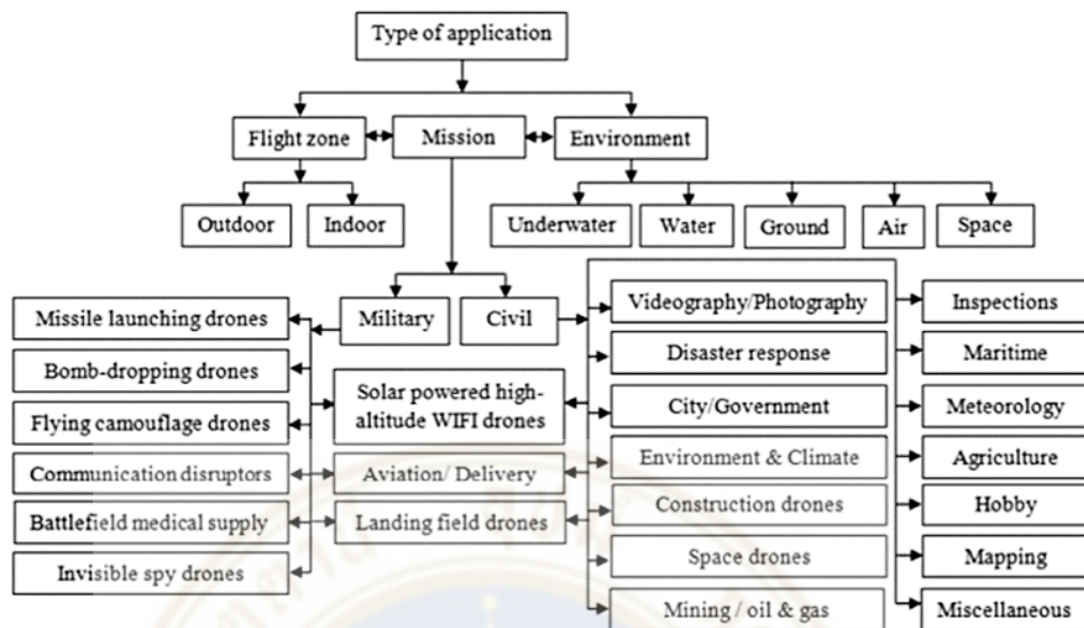 Type of application
Flight zone
Mission
Environment
Outdoor
Indoor
Underwater
Water
Ground
Air
Space
Military
Civil
Missile launching drones
Bomb-dropping drones
Flying camouflage drones
Communication disruptors
Battlefield medical supply
Invisible spy drones
Solar powered high-
altitude WIFI drones
Aviation/ Delivery
Landing field drones
Videography/Photography
Disaster response
City/Government
Environment & Climate
Construction drones
Space drones
Mining / oil & gas
Inspections
Maritime
Meteorology
Agriculture
Hobby
Mapping
Miscellaneous